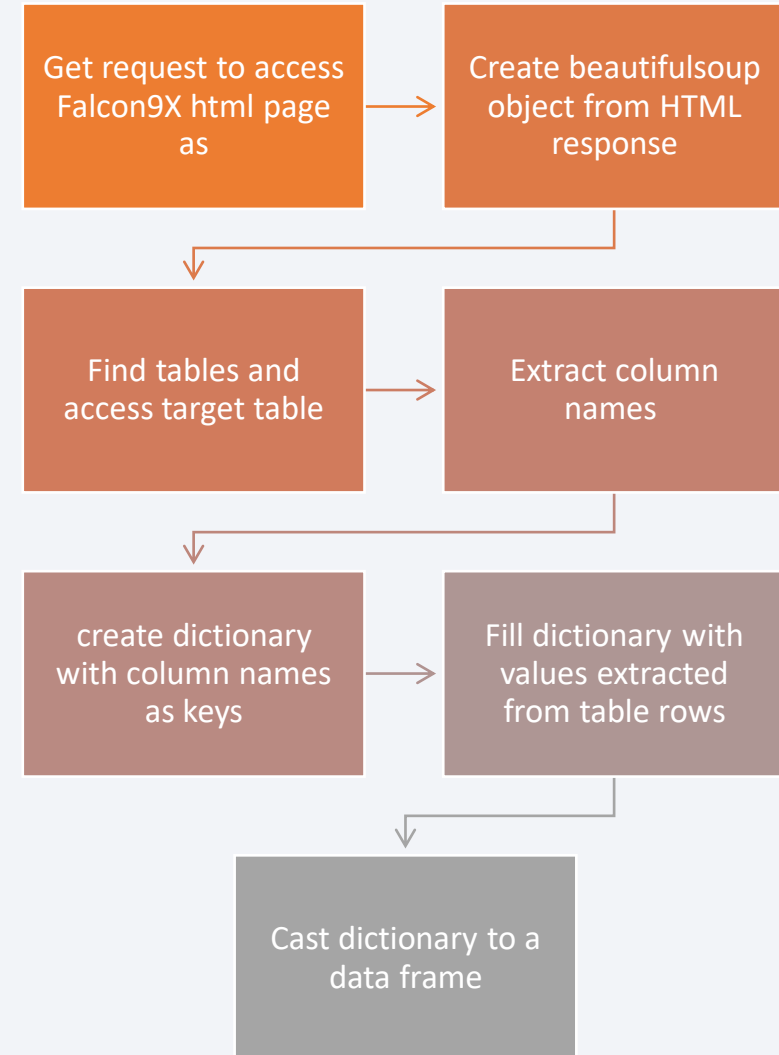 Get request to access
Falcon9X html page
as
Create beautifulsoup
object from HTML
response
Find tables and
access target table
Extract column
names
create dictionary
with column names
as keys
Fill dictionary with
values extracted
from table rows
Cast dictionary to a
data frame